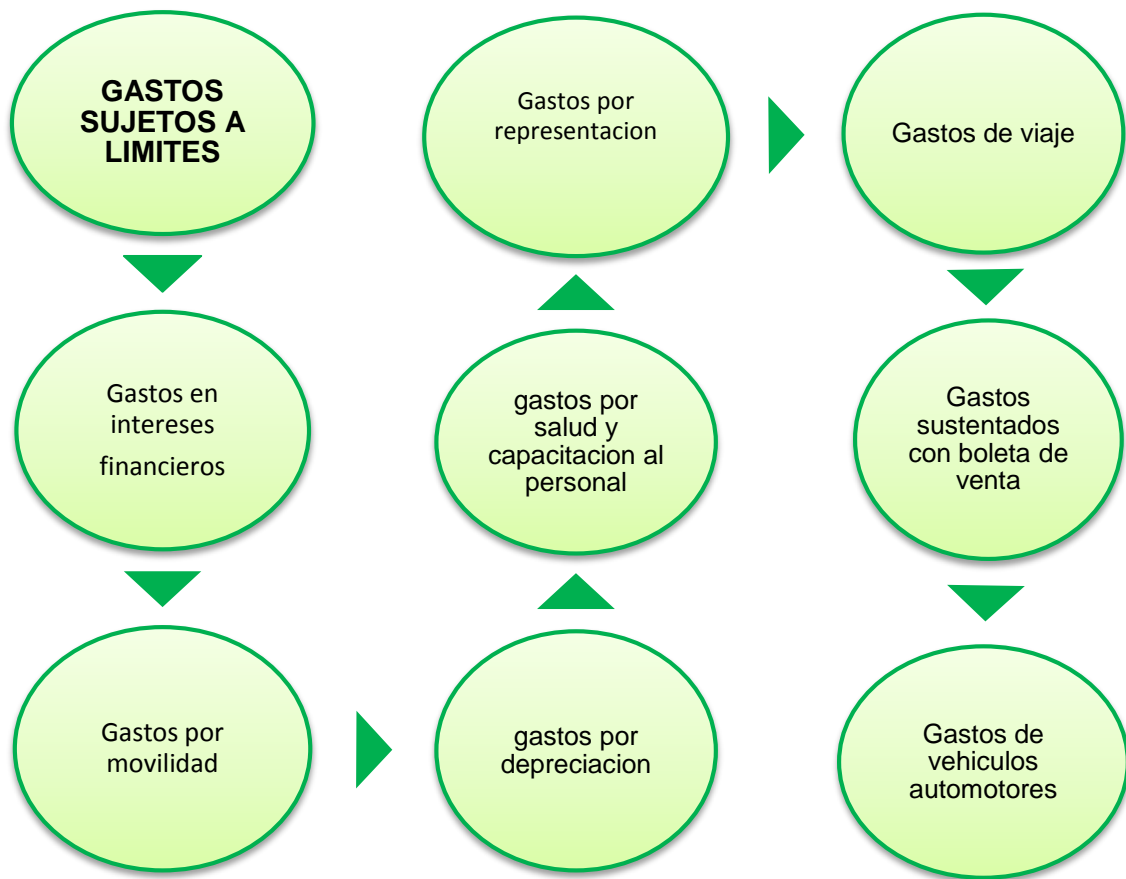 GASTOS
SUJETOS A
LIMITES
Gastos en
intereses
financieros
Gastos por
movilidad
gastos por
depreciacion
gastos por
salud y
capacitacion al
personal
Gastos por
representacion
Gastos de viaje
Gastos
sustentados
con boleta de
venta
Gastos de
vehiculos
automotores